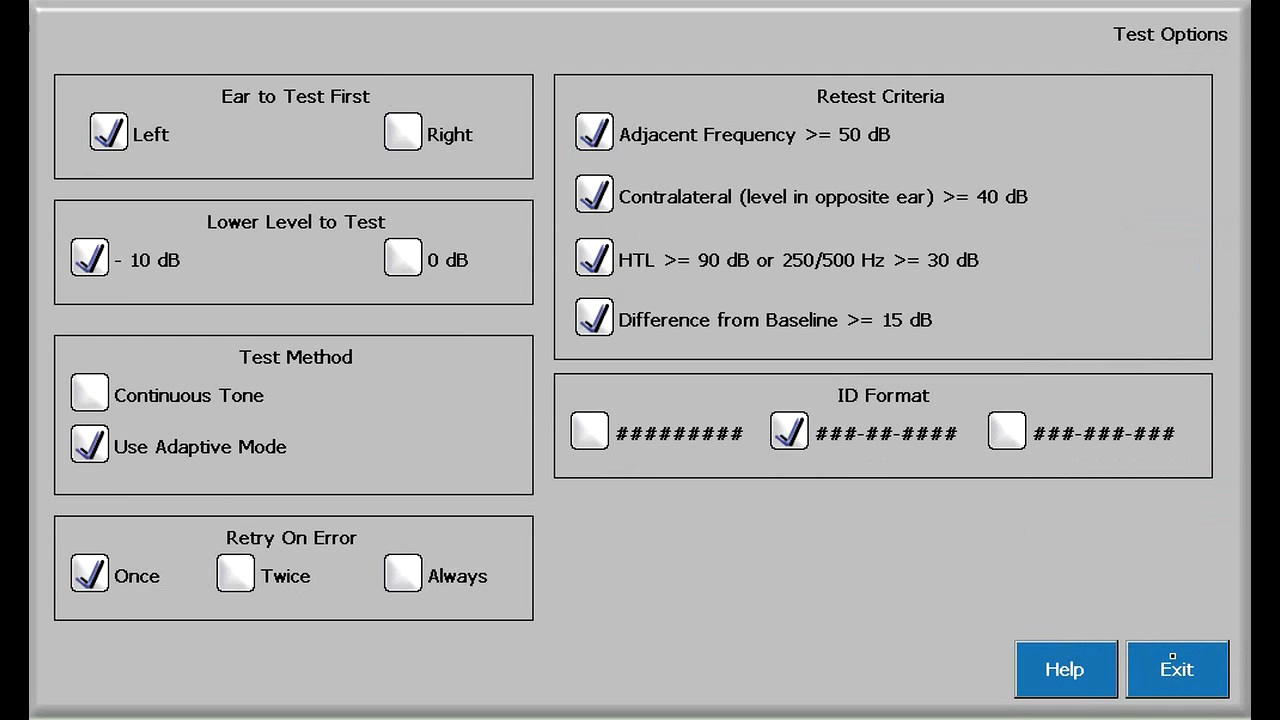 Test Options
Ear to Test First
Left
Right
Lower Level to Test
- 10 dB
0 dB
Test Method
Continuous Tone
Use Adaptive Mode
Retry On Error
Once
Twice
Always
Retest Criteria
Adjacent Frequency >= 50 dB
Contralateral (level in opposite ear) >= 40 dB
HTL >= 90 dB or 250/500 Hz >= 30 dB
Difference from Baseline >= 15 dB
ID Format
#########
###-##-####
###-###-###
Help
Exit